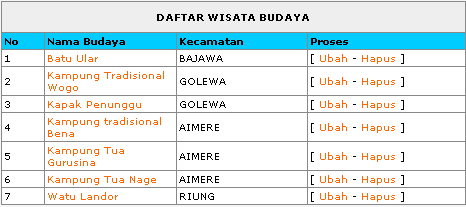 DAFTAR WISATA BUDAYA
No Nama Budaya Kecamatan Proses
1 Batu Ular BAJAWA [ Ubah - Hapus ]
2 Kampung Tradisional Wogo GOLEWA [ Ubah - Hapus ]
3 Kapak Penunggu GOLEWA [ Ubah - Hapus ]
4 Kampung tradisional Bena AIMERE [ Ubah - Hapus ]
5 Kampung Tua Gurusina AIMERE [ Ubah - Hapus ]
6 Kampung Tua Nage AIMERE [ Ubah - Hapus ]
7 Watu Landor RIUNG [ Ubah - Hapus ]